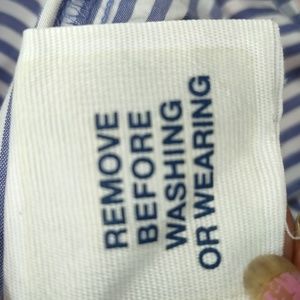 REMOVE
BEFORE
WASHING
OR WEARING